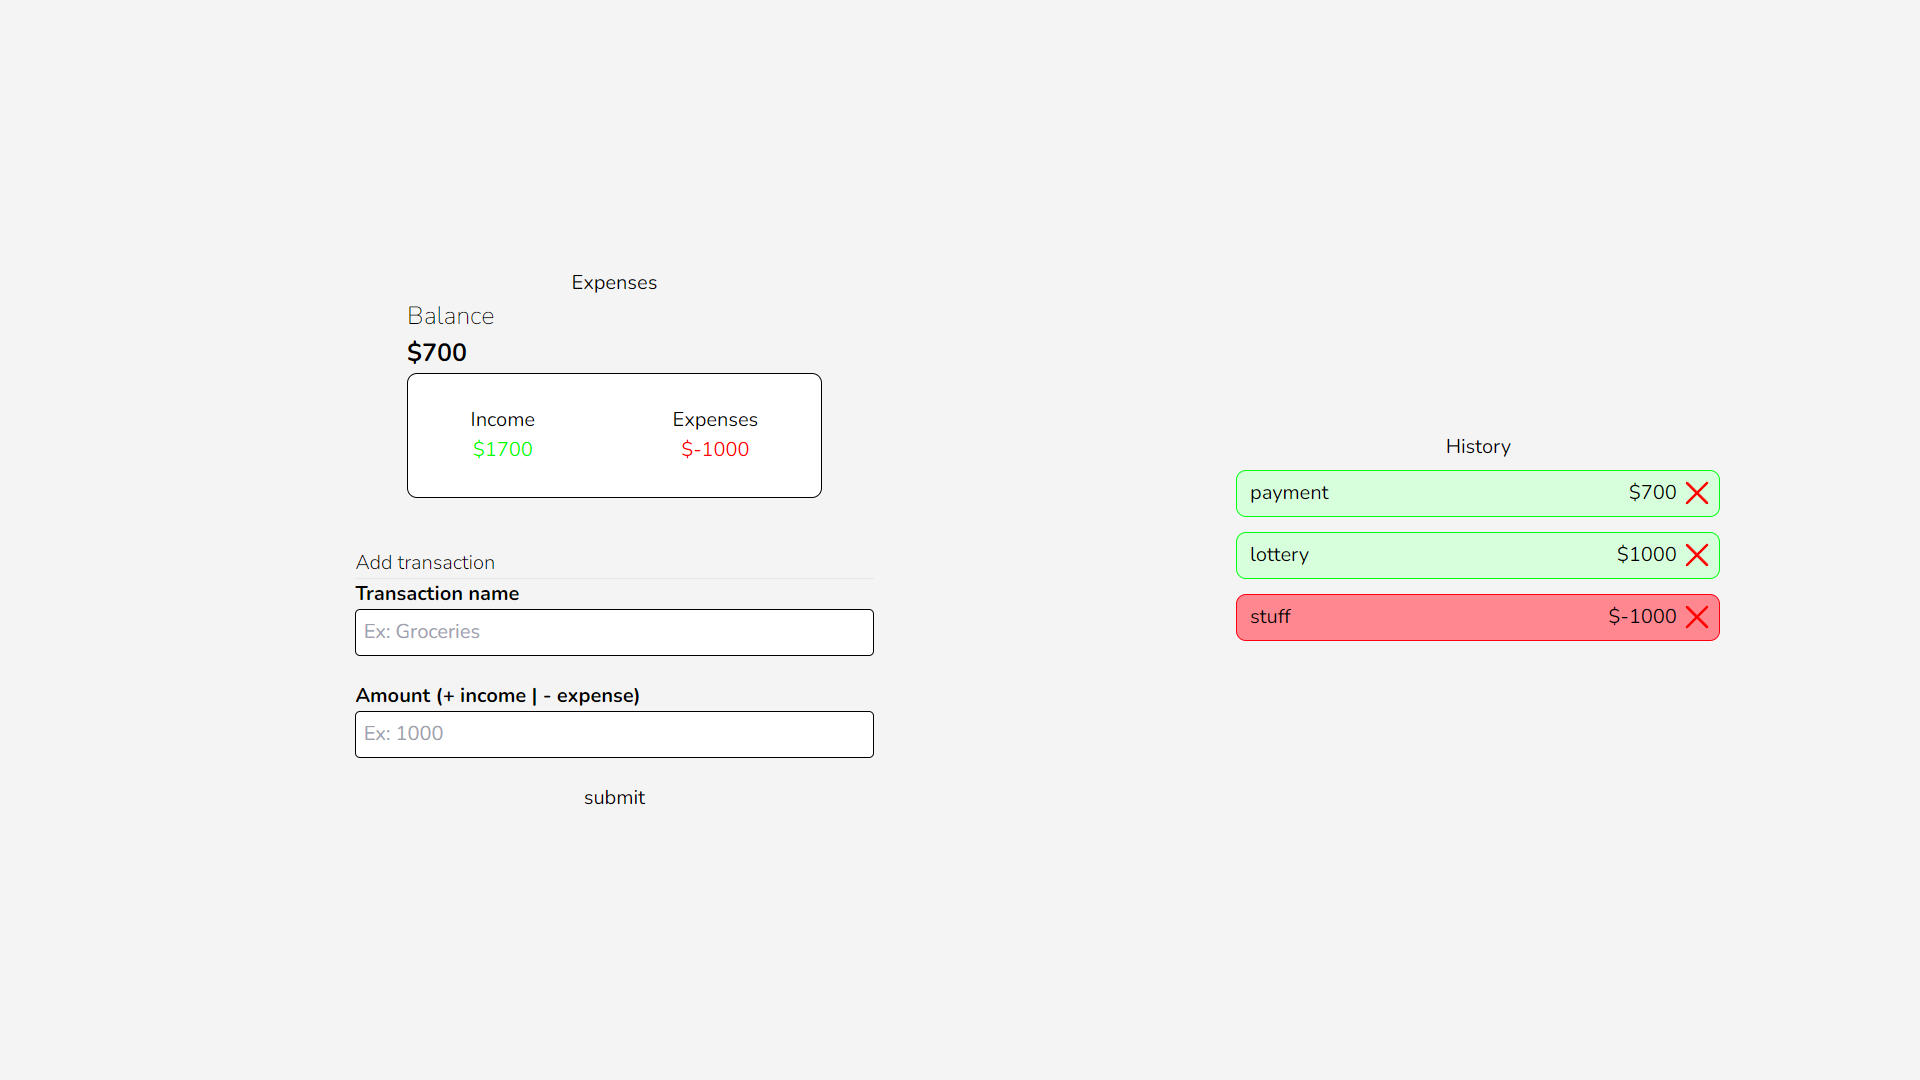 Expenses
Balance
$700
Income
$1700
Expenses
$-1000
Add transaction
Transaction name
Ex: Groceries
Amount (+ income | - expense)
Ex: 1000
submit
History
payment $700
lottery $1000
stuff $-1000